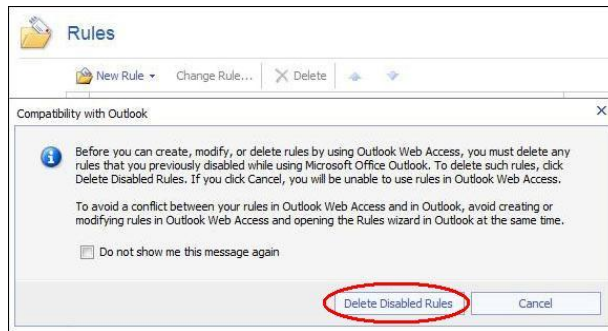 Rules
New Rule Change Rule... Delete
Compatibility with Outlook
Before you can create, modify, or delete rules by using Outlook Web Access, you must delete any
rules that you previously disabled while using Microsoft Office Outlook. To delete such rules, click
Delete Disabled Rules. If you click Cancel, you will be unable to use rules in Outlook Web Access.
To avoid a conflict between your rules in Outlook Web Access and in Outlook, avoid creating or
modifying rules in Outlook Web Access and opening the Rules wizard in Outlook at the same time.
Do not show me this message again
Delete Disabled Rules Cancel